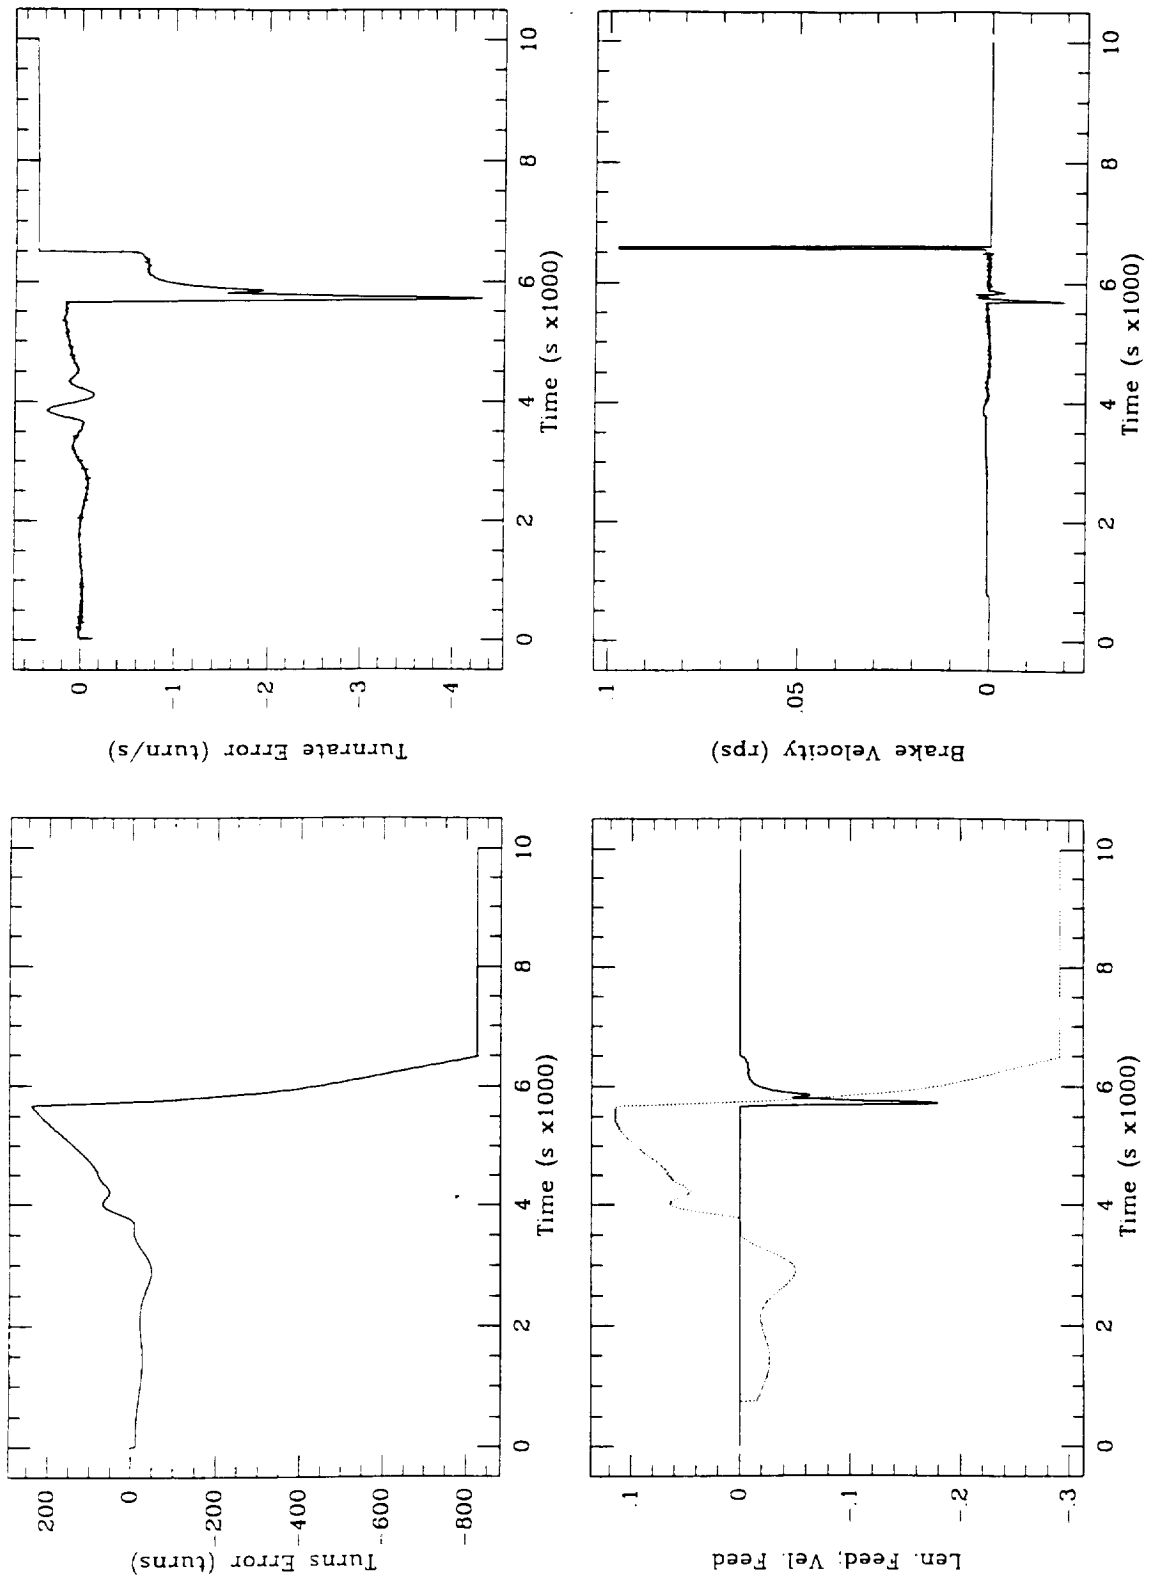 Turns Error (turns)
200
0
-200
-400
-600
-800
0 2 4 6 8 10
Time (s x1000)
Turnrate Error (turn/s)
0
-1
-2
-3
-4
0 2 4 6 8 10
Time (s x1000)
Len. Feed; Vel. Feed
.1
0
-.1
-.2
-.3
0 2 4 6 8 10
Time (s x1000)
Brake Velocity (rps)
.1
.05
0
0 2 4 6 8 10
Time (s x1000)